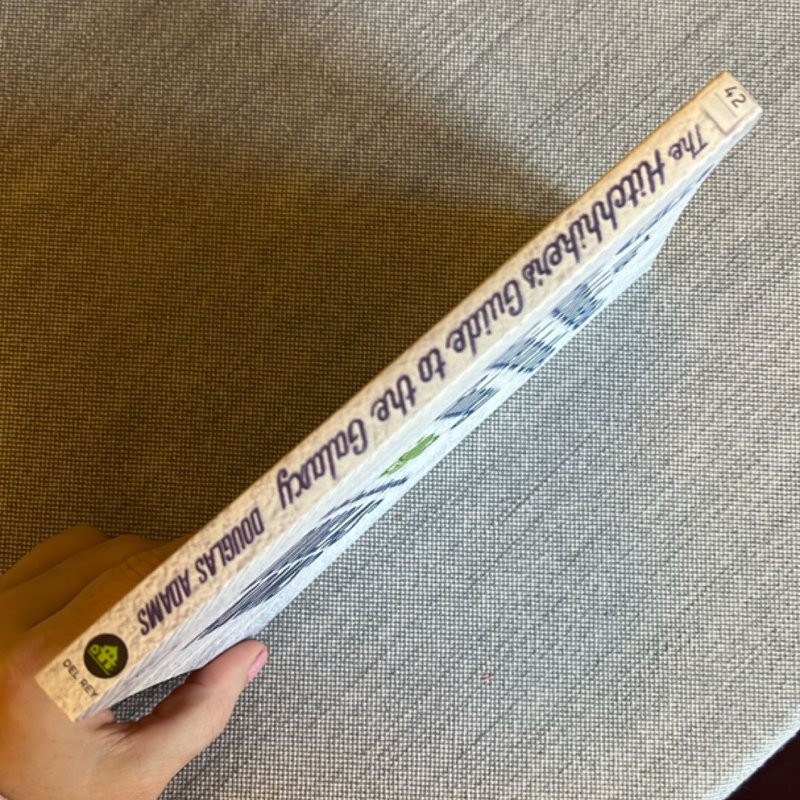 42
The Hitchhiker's Guide to the Galaxy
DOUGLAS ADAMS
DEL REY